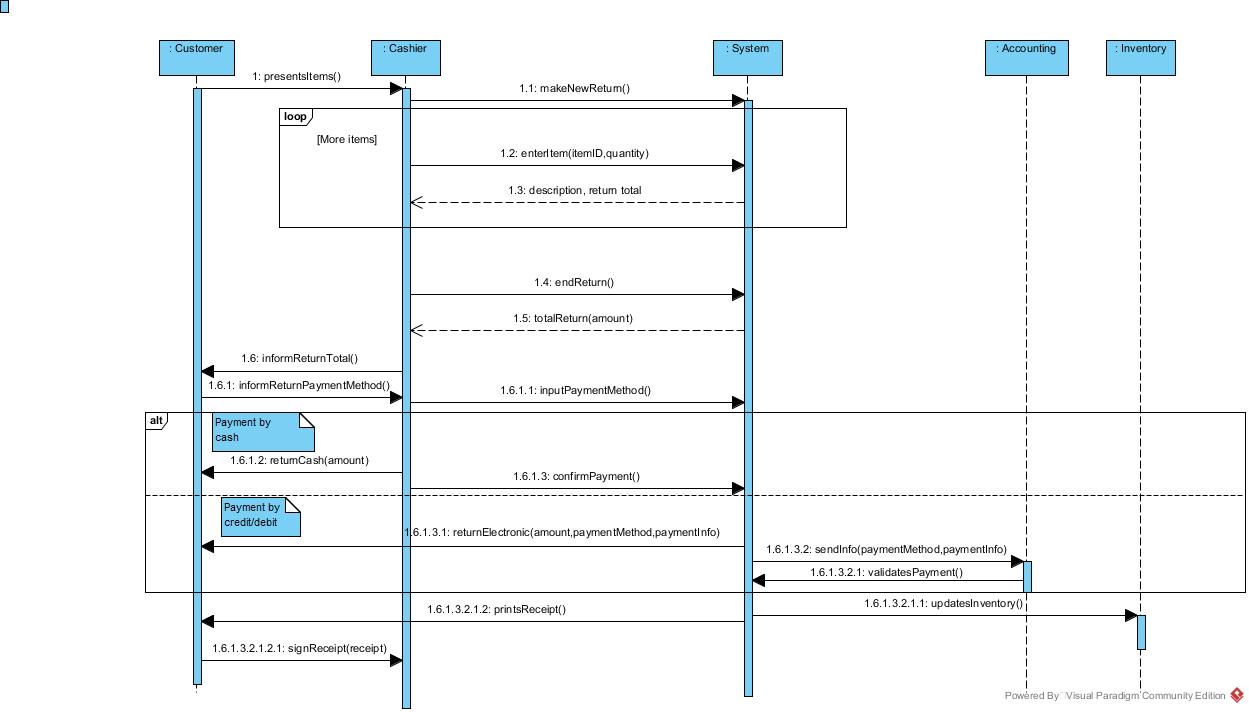 : Customer
: Cashier
: System
: Accounting
: Inventory
1: presentsItems()
1.1: makeNewReturn()
loop
[More items]
1.2: enterItem(itemID,quantity)
1.3: description, return total
1.4: endReturn()
1.5: totalReturn(amount)
1.6: informReturnTotal()
1.6.1: informReturnPaymentMethod()
1.6.1.1: inputPaymentMethod()
alt
Payment by
cash
1.6.1.2: returnCash(amount)
1.6.1.3: confirmPayment()
Payment by
credit/debit
1.6.1.3.1: returnElectronic(amount,paymentMethod,paymentInfo)
1.6.1.3.2: sendInfo(paymentMethod,paymentInfo)
1.6.1.3.2.1: validatesPayment()
1.6.1.3.2.1.2: printsReceipt()
1.6.1.3.2.1.1: updatesInventory()
1.6.1.3.2.1.2.1: signReceipt(receipt)
Powered By Visual Paradigm Community Edition